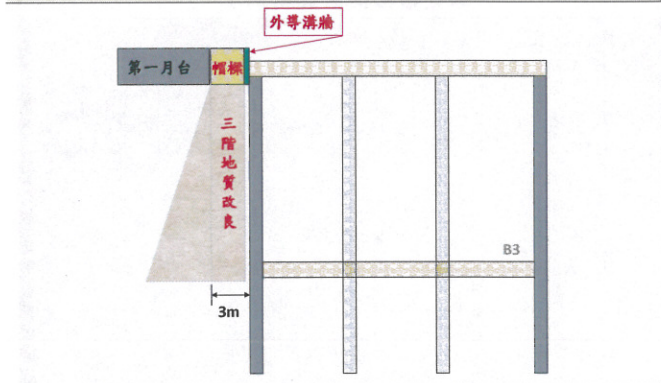 外導溝牆
第一月台
帽樑
三階地質改良
B3
3m